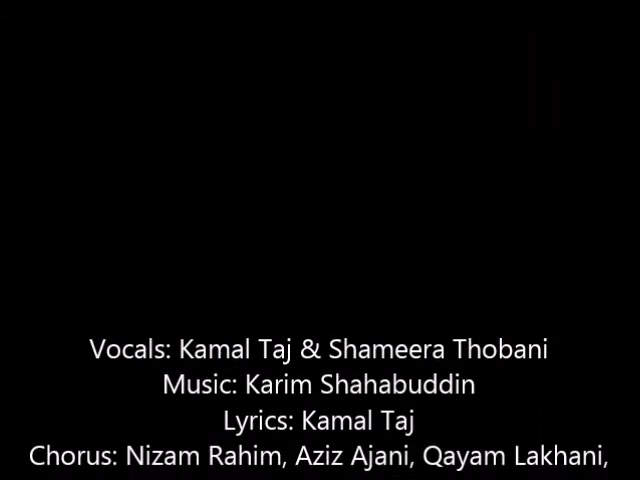 Vocals: Kamal Taj & Shameera Thobani
Music: Karim Shahabuddin
Lyrics: Kamal Taj
Chorus: Nizam Rahim, Aziz Ajani, Qayam Lakhani,